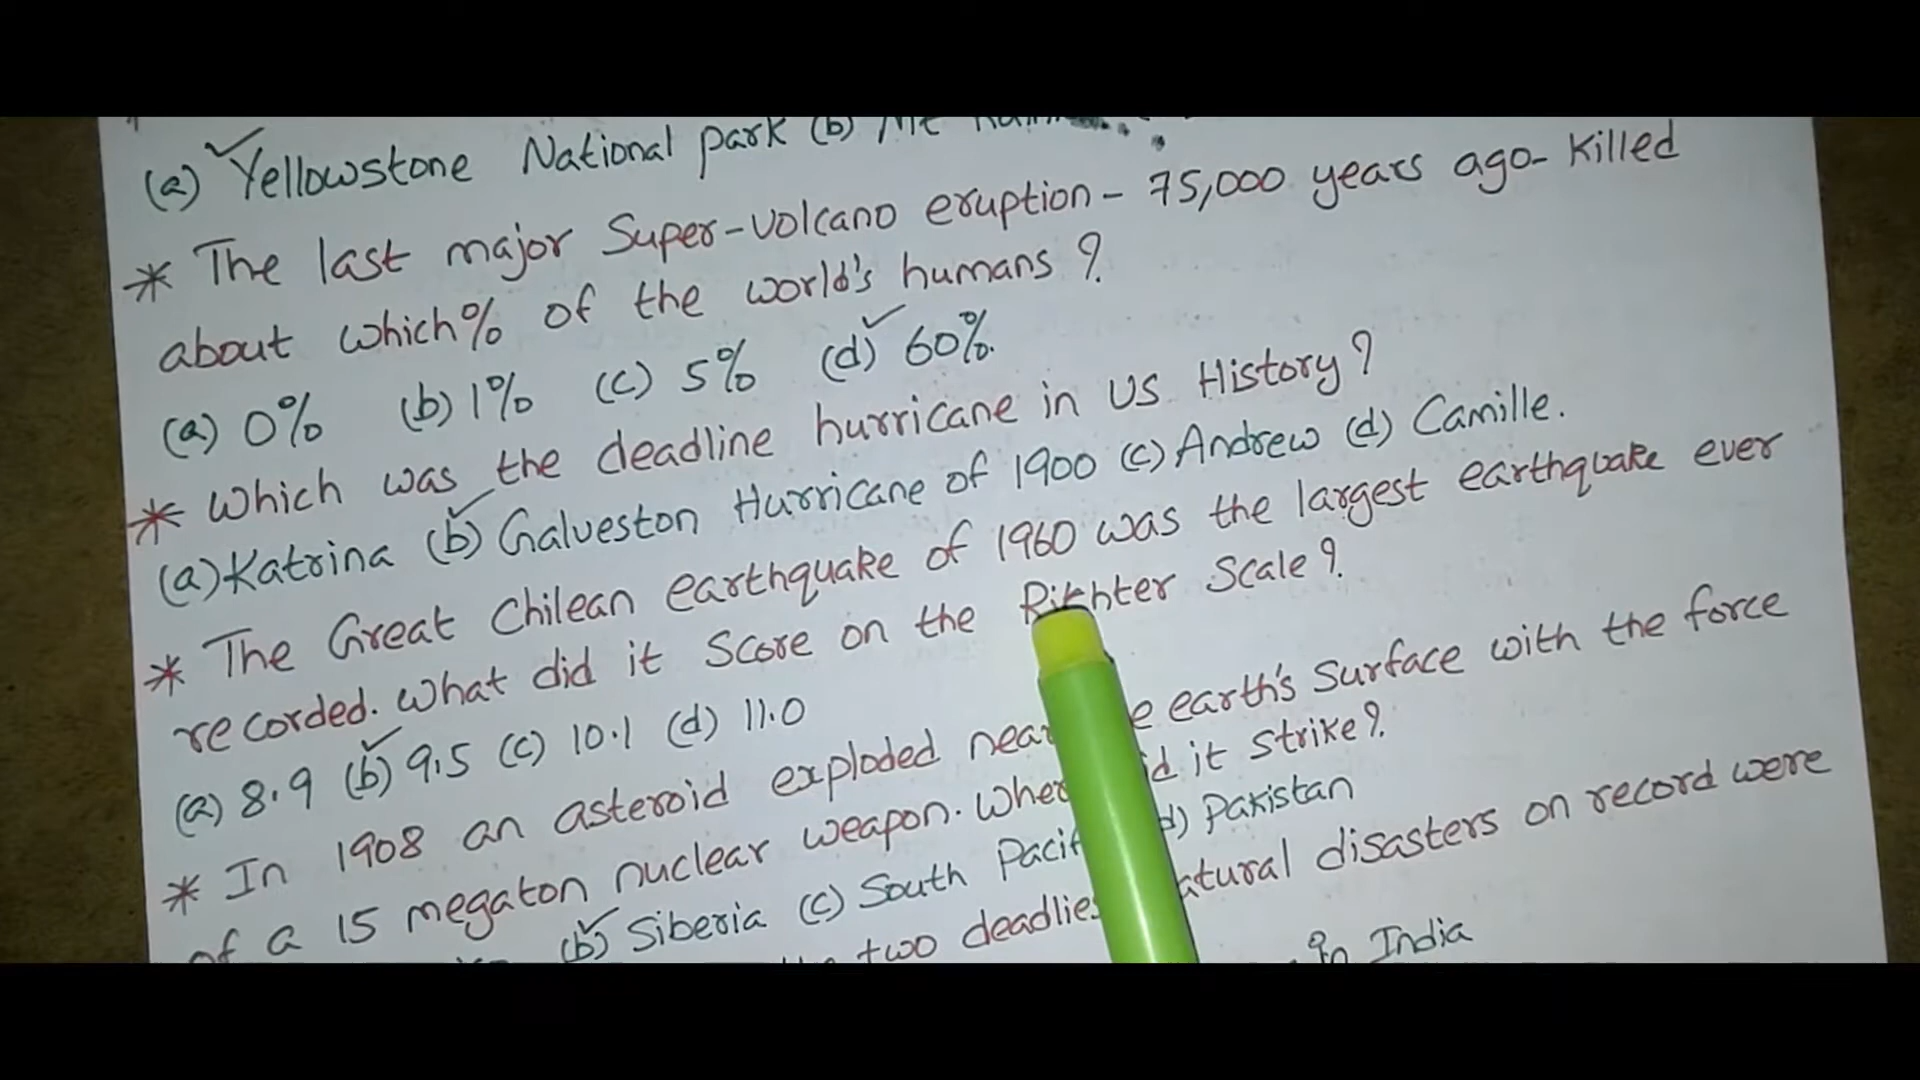 (a) Yellowstone National park (b) Mt
* The last major Super-volcano eruption - 75,000 years ago - killed
about which% of the world's humans ?
(a) 0% (b) 1% (c) 5% (d) 60%.
* Which was the deadline hurricane in US History ?
(a) Katrina (b) Galveston Hurricane of 1900 (c) Andrew (d) Camille.
* The Great Chilean earthquake of 1960 was the largest earthquake ever
recorded. What did it Score on the Richter Scale ?
(a) 8.9 (b) 9.5 (c) 10.1 (d) 11.0
* In 1908 an asteroid exploded near earth's Surface with the force
of a 15 megaton nuclear weapon. it strike ?
(b) Siberia (c) South (d) Pakistan
two disasters on record were
in India